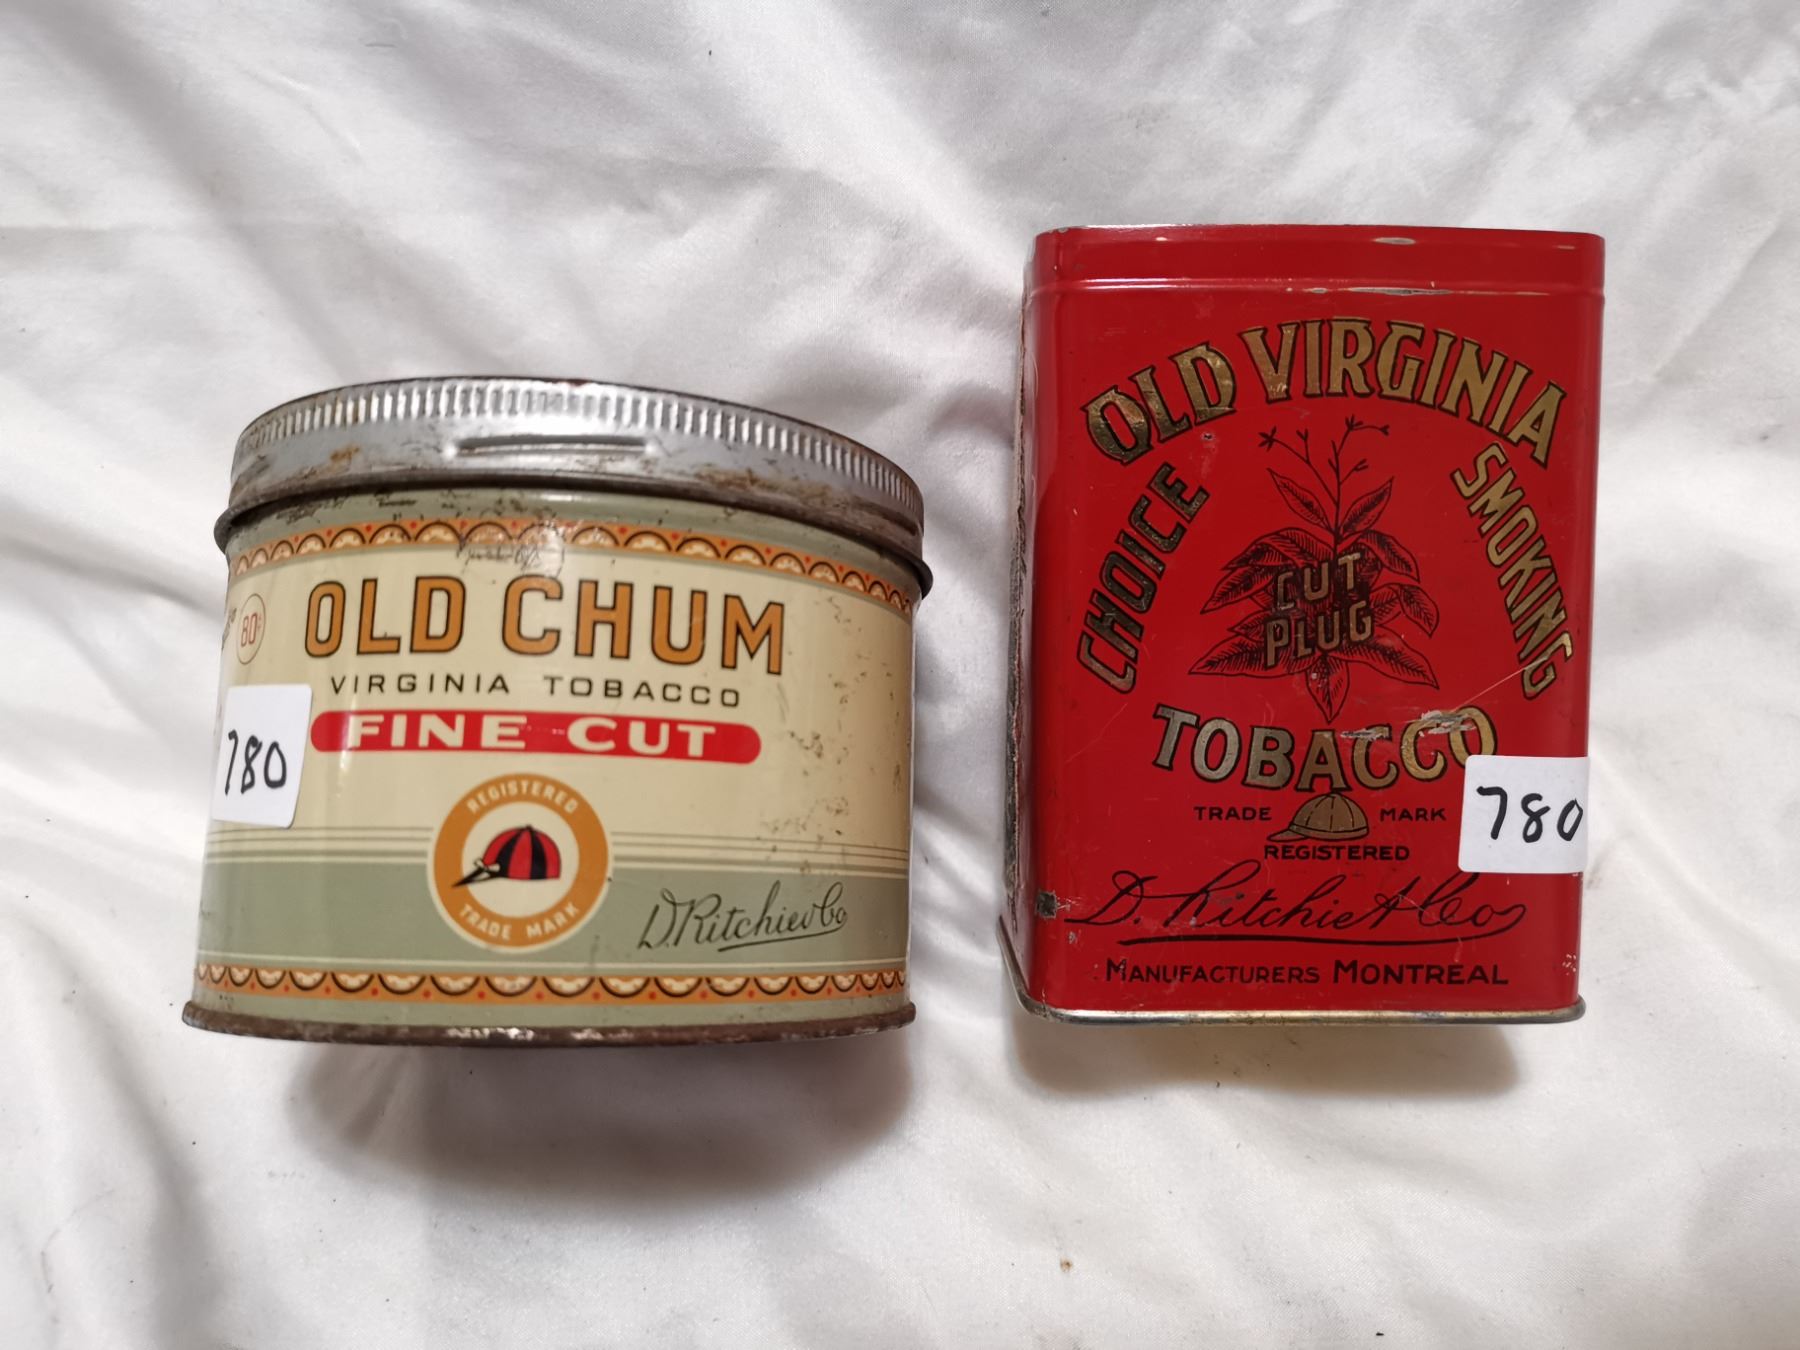 OLD CHUM
80¢
VIRGINIA TOBACCO
FINE CUT
780
REGISTERED
TRADE MARK
D. Ritchie & Co
OLD VIRGINIA
CHOICE
SMOKING
CUT
PLUG
TOBACCO
TRADE MARK
REGISTERED
780
D. Ritchie & Co
MANUFACTURERS MONTREAL